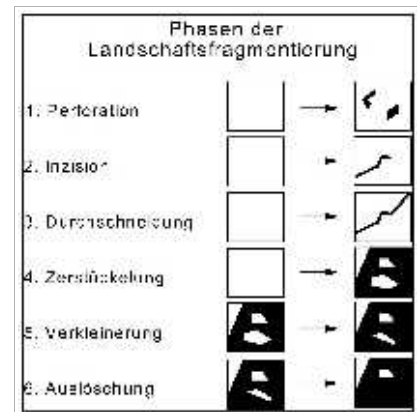 Phasen der
Landschaftsfragmentierung
1. Perforation
2. Inzision
3. Durchschneidung
4. Zerstückelung
5. Verkleinerung
6. Auslöschung